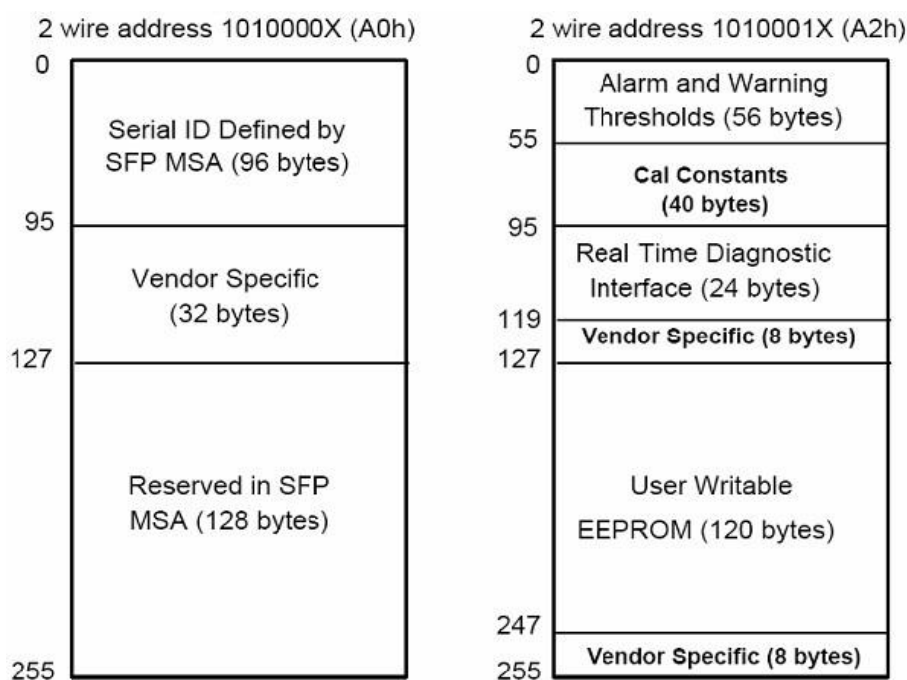 2 wire address 1010000X (A0h)
0
Serial ID Defined by
SFP MSA (96 bytes)
95
Vendor Specific
(32 bytes)
127
Reserved in SFP
MSA (128 bytes)
255
2 wire address 1010001X (A2h)
0
Alarm and Warning
Thresholds (56 bytes)
55
Cal Constants
(40 bytes)
95
Real Time Diagnostic
Interface (24 bytes)
119
Vendor Specific (8 bytes)
127
User Writable
EEPROM (120 bytes)
247
Vendor Specific (8 bytes)
255